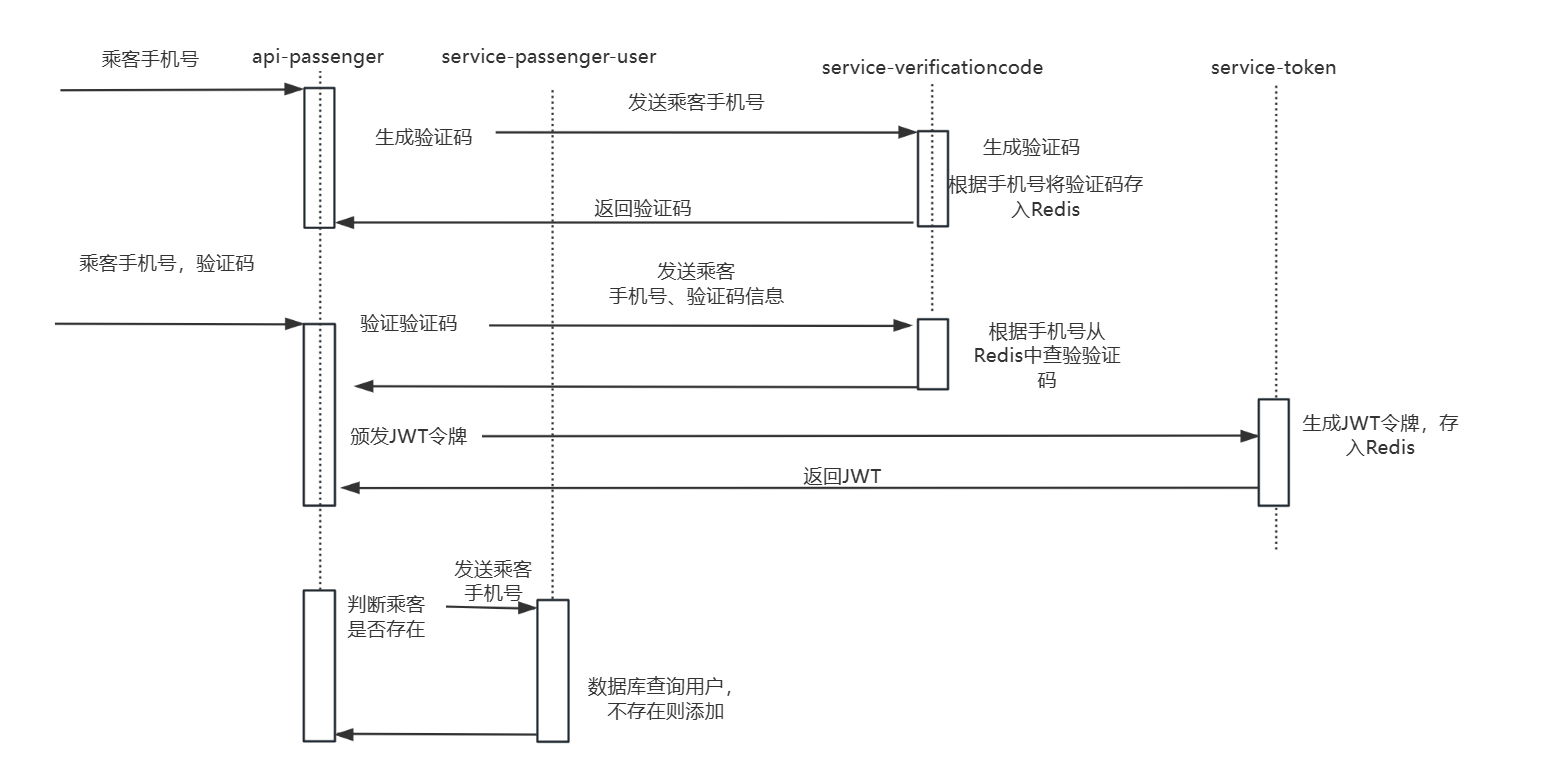 乘客手机号
api-passenger
service-passenger-user
service-verificationcode
service-token
发送乘客手机号
生成验证码
生成验证码
根据手机号将验证码存
入Redis
返回验证码
乘客手机号，验证码
发送乘客
手机号、验证码信息
验证验证码
根据手机号从
Redis中查验验证
码
颁发JWT令牌
生成JWT令牌，存
入Redis
返回JWT
发送乘客
手机号
判断乘客
是否存在
数据库查询用户，
不存在则添加